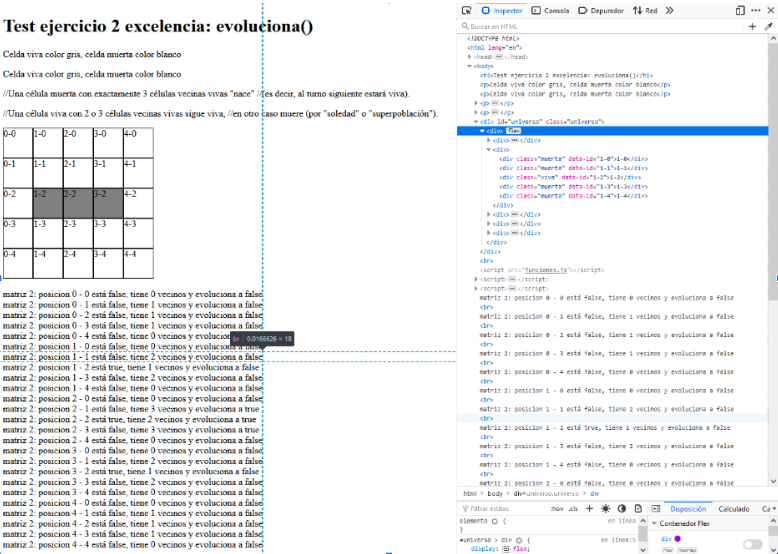 Test ejercicio 2 excelencia: evoluciona()
Celda viva color gris, celda muerta color blanco
Celda viva color gris, celda muerta color blanco
//Una célula muerta con exactamente 3 células vecinas vivas "nace" //(es decir, al turno siguiente estará viva).
//Una célula viva con 2 o 3 células vecinas vivas sigue viva, //en otro caso muere (por "soledad" o "superpoblación").
0-0 1-0 2-0 3-0 4-0
0-1 1-1 2-1 3-1 4-1
0-2 1-2 2-2 3-2 4-2
0-3 1-3 2-3 3-3 4-3
0-4 1-4 2-4 3-4 4-4
matriz 2: posicion 0 - 0 está false, tiene 0 vecinos y evoluciona a false
matriz 2: posicion 0 - 1 está false, tiene 1 vecinos y evoluciona a false
matriz 2: posicion 0 - 2 está false, tiene 1 vecinos y evoluciona a false
matriz 2: posicion 0 - 3 está false, tiene 1 vecinos y evoluciona a false
matriz 2: posicion 0 - 4 está false, tiene 0 vecinos y evoluciona a false
matriz 2: posicion 1 - 0 está false, tiene 0 vecinos y evoluciona a false
br 0.0166626 × 18
matriz 2: posicion 1 - 1 está false, tiene 2 vecinos y evoluciona a false
matriz 2: posicion 1 - 2 está true, tiene 1 vecinos y evoluciona a false
matriz 2: posicion 1 - 3 está false, tiene 2 vecinos y evoluciona a false
matriz 2: posicion 1 - 4 está false, tiene 0 vecinos y evoluciona a false
matriz 2: posicion 2 - 0 está false, tiene 0 vecinos y evoluciona a false
matriz 2: posicion 2 - 1 está false, tiene 3 vecinos y evoluciona a true
matriz 2: posicion 2 - 2 está true, tiene 2 vecinos y evoluciona a true
matriz 2: posicion 2 - 3 está false, tiene 3 vecinos y evoluciona a true
matriz 2: posicion 2 - 4 está false, tiene 0 vecinos y evoluciona a false
matriz 2: posicion 3 - 0 está false, tiene 0 vecinos y evoluciona a false
matriz 2: posicion 3 - 1 está false, tiene 2 vecinos y evoluciona a false
matriz 2: posicion 3 - 2 está true, tiene 1 vecinos y evoluciona a false
matriz 2: posicion 3 - 3 está false, tiene 2 vecinos y evoluciona a false
matriz 2: posicion 3 - 4 está false, tiene 0 vecinos y evoluciona a false
matriz 2: posicion 4 - 0 está false, tiene 0 vecinos y evoluciona a false
matriz 2: posicion 4 - 1 está false, tiene 1 vecinos y evoluciona a false
matriz 2: posicion 4 - 2 está false, tiene 1 vecinos y evoluciona a false
matriz 2: posicion 4 - 3 está false, tiene 1 vecinos y evoluciona a false
matriz 2: posicion 4 - 4 está false, tiene 0 vecinos y evoluciona a false
Inspector Consola Depurador Red
Buscar en HTML
<!DOCTYPE html>
<html lang="en">
<head> </head>
<body>
<h1>Test ejercicio 2 excelencia: evoluciona()</h1>
<p>Celda viva color gris, celda muerta color blanco</p>
<p>Celda viva color gris, celda muerta color blanco</p>
<p> </p>
<p> </p>
<div id="universo" class="universo">
<div> flex
<div> </div>
<div>
<div class="muerta" data-id="1-0">1-0</div>
<div class="muerta" data-id="1-1">1-1</div>
<div class="viva" data-id="1-2">1-2</div>
<div class="muerta" data-id="1-3">1-3</div>
<div class="muerta" data-id="1-4">1-4</div>
</div>
<div> </div>
<div> </div>
<div> </div>
</div>
</div>
<br>
<script src="funciones.js"></script>
<script> </script>
matriz 2: posicion 0 - 0 está false, tiene 0 vecinos y evoluciona a false
<br>
matriz 2: posicion 0 - 1 está false, tiene 1 vecinos y evoluciona a false
<br>
matriz 2: posicion 0 - 2 está false, tiene 1 vecinos y evoluciona a false
<br>
matriz 2: posicion 0 - 3 está false, tiene 1 vecinos y evoluciona a false
<br>
matriz 2: posicion 0 - 4 está false, tiene 0 vecinos y evoluciona a false
<br>
matriz 2: posicion 1 - 0 está false, tiene 0 vecinos y evoluciona a false
<br>
matriz 2: posicion 1 - 1 está false, tiene 2 vecinos y evoluciona a false
<br>
matriz 2: posicion 1 - 2 está true, tiene 1 vecinos y evoluciona a false
<br>
matriz 2: posicion 1 - 3 está false, tiene 2 vecinos y evoluciona a false
<br>
matriz 2: posicion 1 - 4 está false, tiene 0 vecinos y evoluciona a false
<br>
matriz 2: posicion 2 - 0 está false, tiene 0 vecinos y evoluciona a false
html body div#universo.universo div
Filtrar estilos :hov .cls
Disposición Calculado Ca
elemento { en línea
}
#universo > div { en línea:5
display: flex;
Contenedor Flex
div
row nowrap